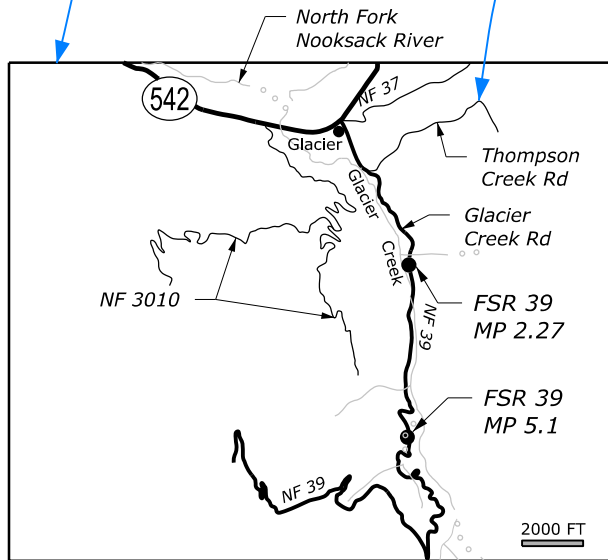 North Fork
Nooksack River
542
NF 37
Glacier
Thompson
Creek Rd
Glacier
Creek
Glacier
Creek Rd
NF 3010
NF 39
FSR 39
MP 2.27
FSR 39
MP 5.1
NF 39
2000 FT